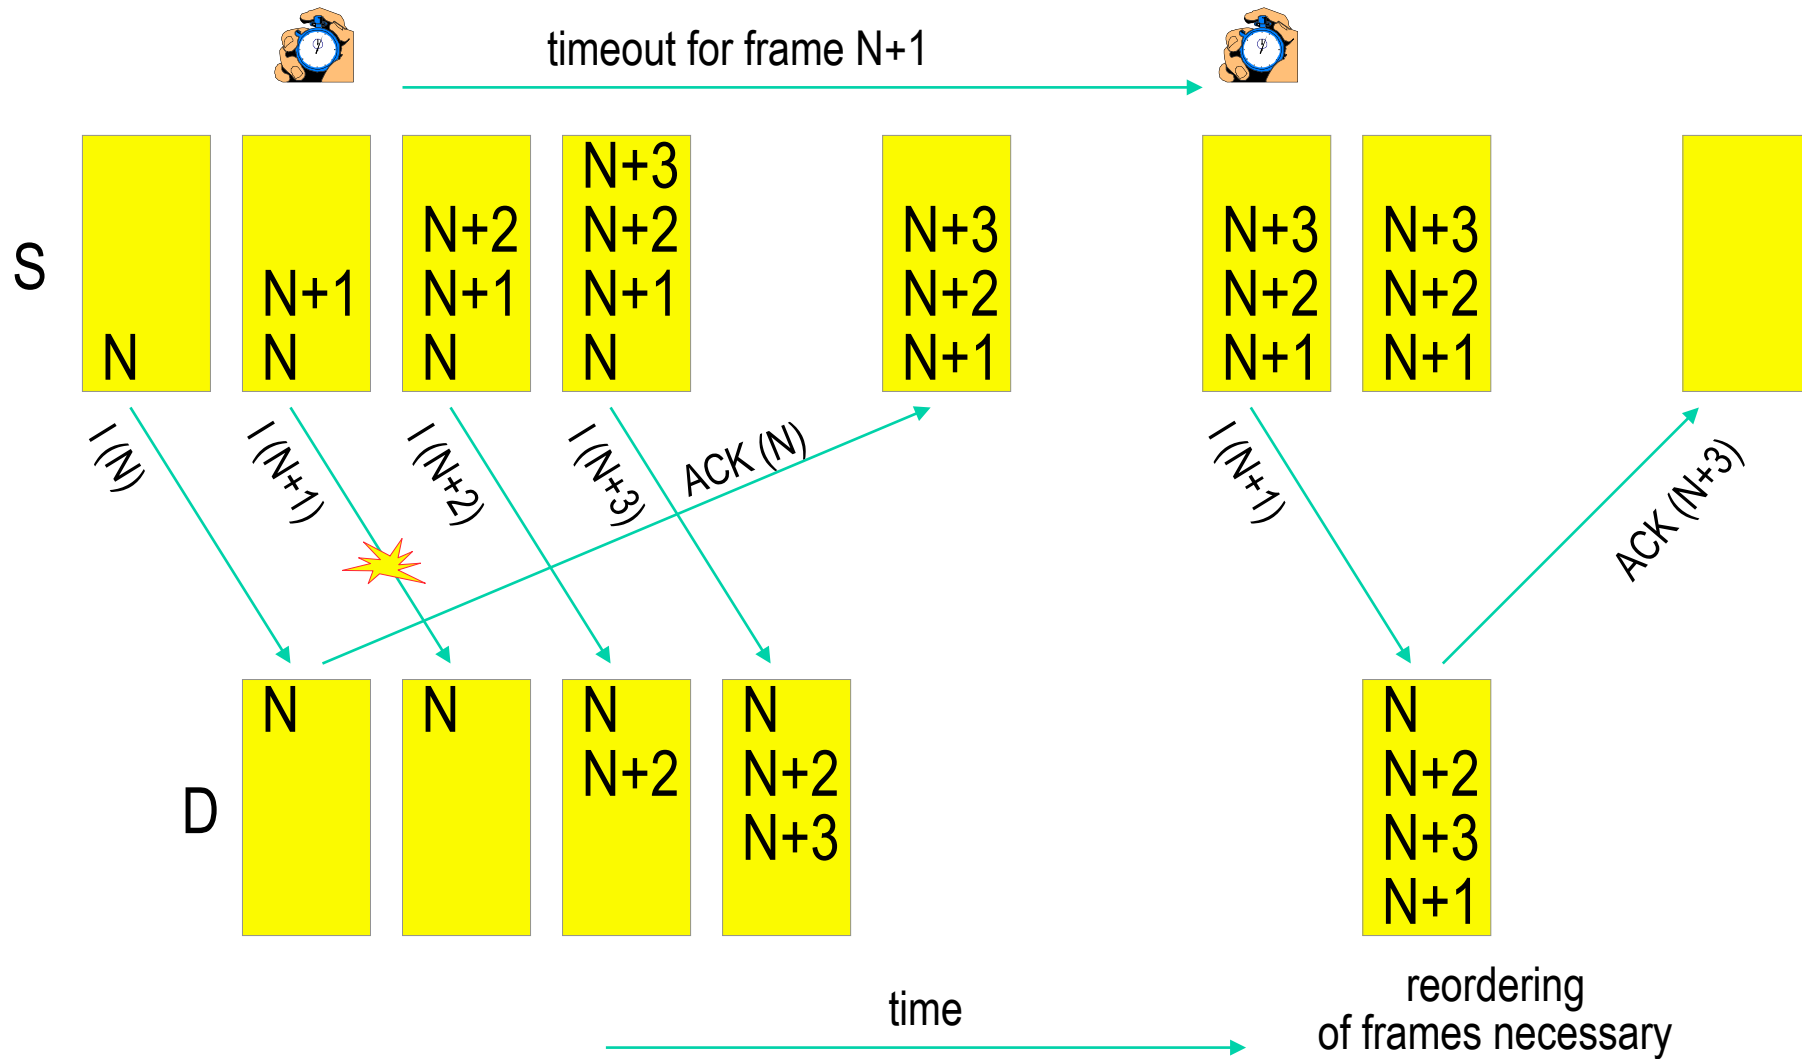 timeout for frame N+1
S
N
N+1
N
N+2
N+1
N
N+3
N+2
N+1
N
N+3
N+2
N+1
N+3
N+2
N+1
N+3
N+2
N+1
I (N)
I (N+1)
I (N+2)
I (N+3)
ACK (N)
I (N+1)
ACK (N+3)
D
N
N
N
N+2
N
N+2
N+3
N
N+2
N+3
N+1
time
reordering
of frames necessary